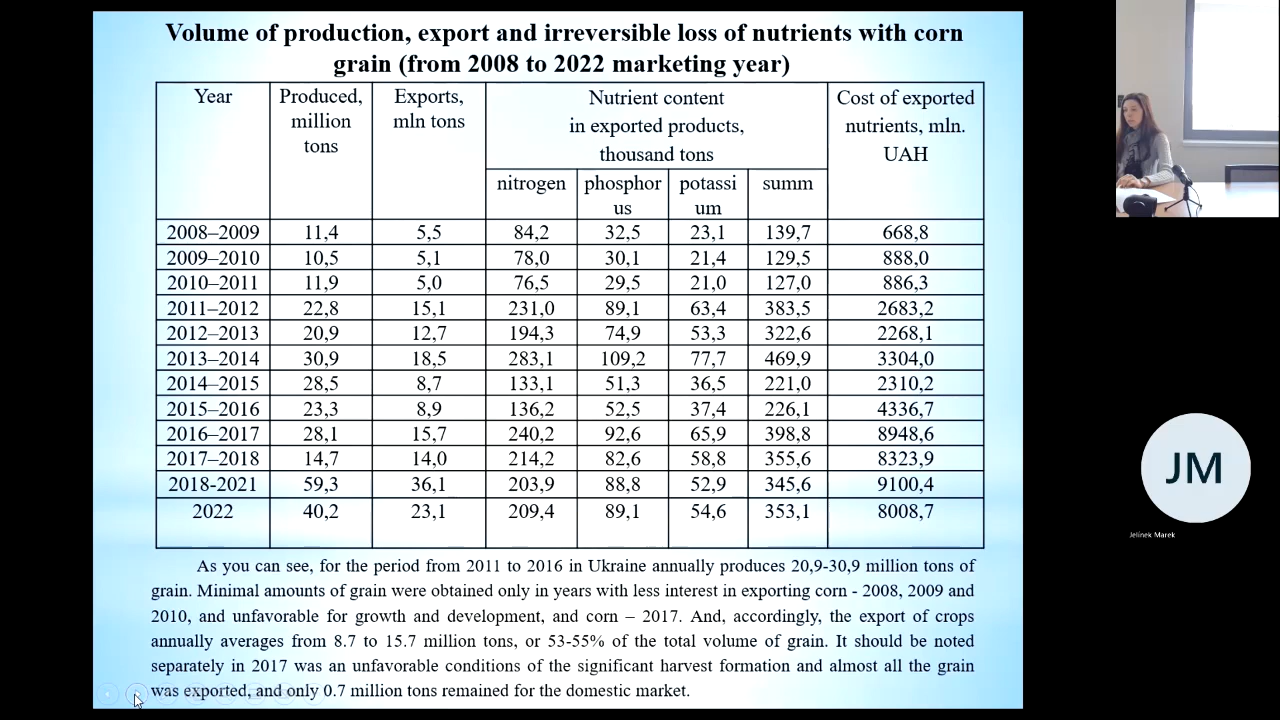 Volume of production, export and irreversible loss of nutrients with corn
grain (from 2008 to 2022 marketing year)
Year Produced, million tons Exports, mln tons Nutrient content in exported products, thousand tons Cost of exported nutrients, mln. UAH
nitrogen phosphor us potassi um summ
2008–2009 11,4 5,5 84,2 32,5 23,1 139,7 668,8
2009–2010 10,5 5,1 78,0 30,1 21,4 129,5 888,0
2010–2011 11,9 5,0 76,5 29,5 21,0 127,0 886,3
2011–2012 22,8 15,1 231,0 89,1 63,4 383,5 2683,2
2012–2013 20,9 12,7 194,3 74,9 53,3 322,6 2268,1
2013–2014 30,9 18,5 283,1 109,2 77,7 469,9 3304,0
2014–2015 28,5 8,7 133,1 51,3 36,5 221,0 2310,2
2015–2016 23,3 8,9 136,2 52,5 37,4 226,1 4336,7
2016–2017 28,1 15,7 240,2 92,6 65,9 398,8 8948,6
2017–2018 14,7 14,0 214,2 82,6 58,8 355,6 8323,9
2018-2021 59,3 36,1 203,9 88,8 52,9 345,6 9100,4
2022 40,2 23,1 209,4 89,1 54,6 353,1 8008,7
As you can see, for the period from 2011 to 2016 in Ukraine annually produces 20,9-30,9 million tons of
grain. Minimal amounts of grain were obtained only in years with less interest in exporting corn - 2008, 2009 and
2010, and unfavorable for growth and development, and corn – 2017. And, accordingly, the export of crops
annually averages from 8.7 to 15.7 million tons, or 53-55% of the total volume of grain. It should be noted
separately in 2017 was an unfavorable conditions of the significant harvest formation and almost all the grain
was exported, and only 0.7 million tons remained for the domestic market.
JM
Jelínek Marek